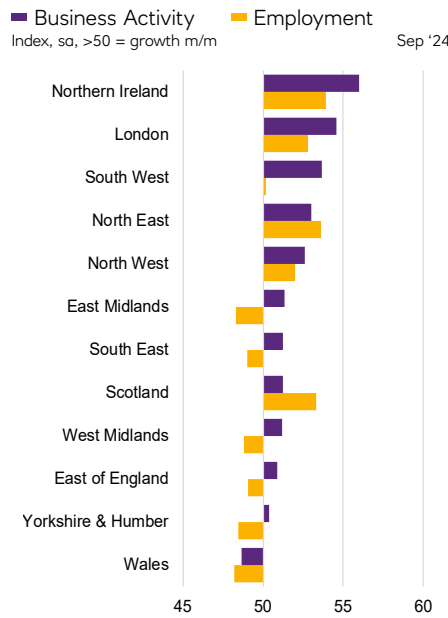 Business Activity Employment
Index, sa, >50 = growth m/m Sep ‘24
Northern Ireland
London
South West
North East
North West
East Midlands
South East
Scotland
West Midlands
East of England
Yorkshire & Humber
Wales
45 50 55 60